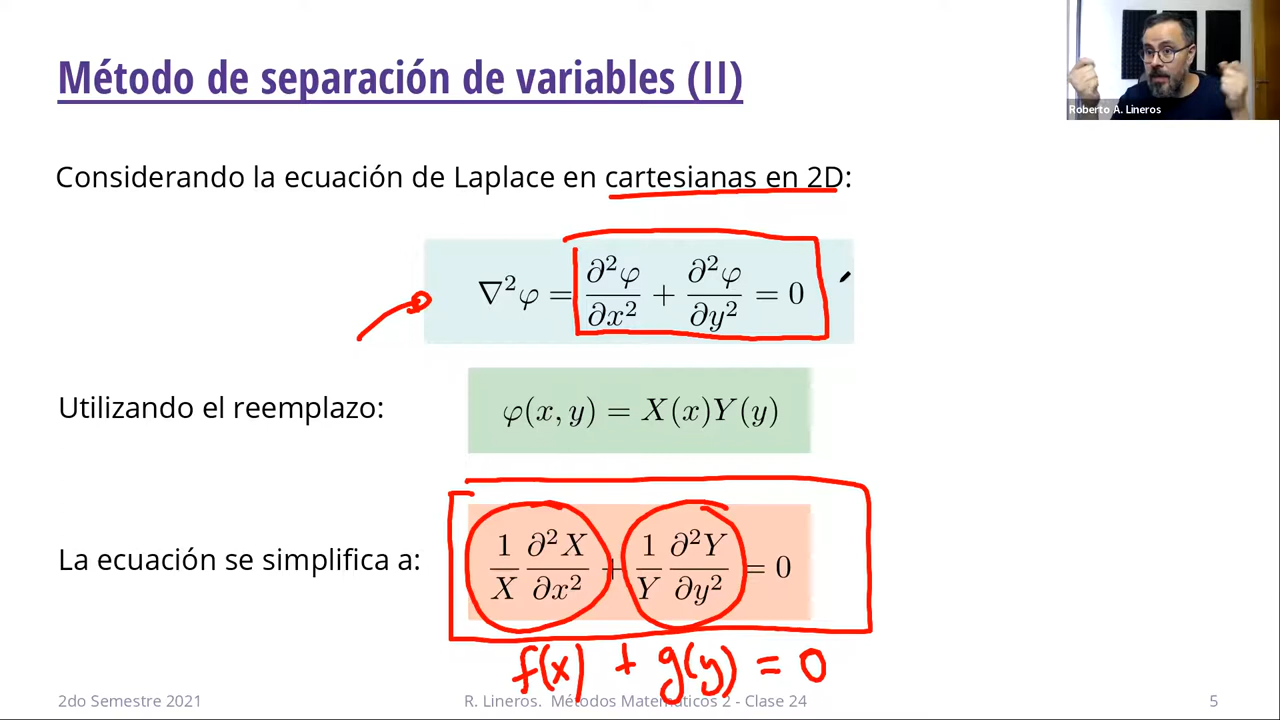 Método de separación de variables (II)
Roberto A. Lineros
Considerando la ecuación de Laplace en cartesianas en 2D:
∇²φ = ∂²φ/∂x² + ∂²φ/∂y² = 0
Utilizando el reemplazo:
φ(x, y) = X(x)Y(y)
La ecuación se simplifica a:
1/X ∂²X/∂x² + 1/Y ∂²Y/∂y² = 0
f(x) + g(y) = 0
2do Semestre 2021
R. Lineros. Métodos Matemáticos 2 - Clase 24
5